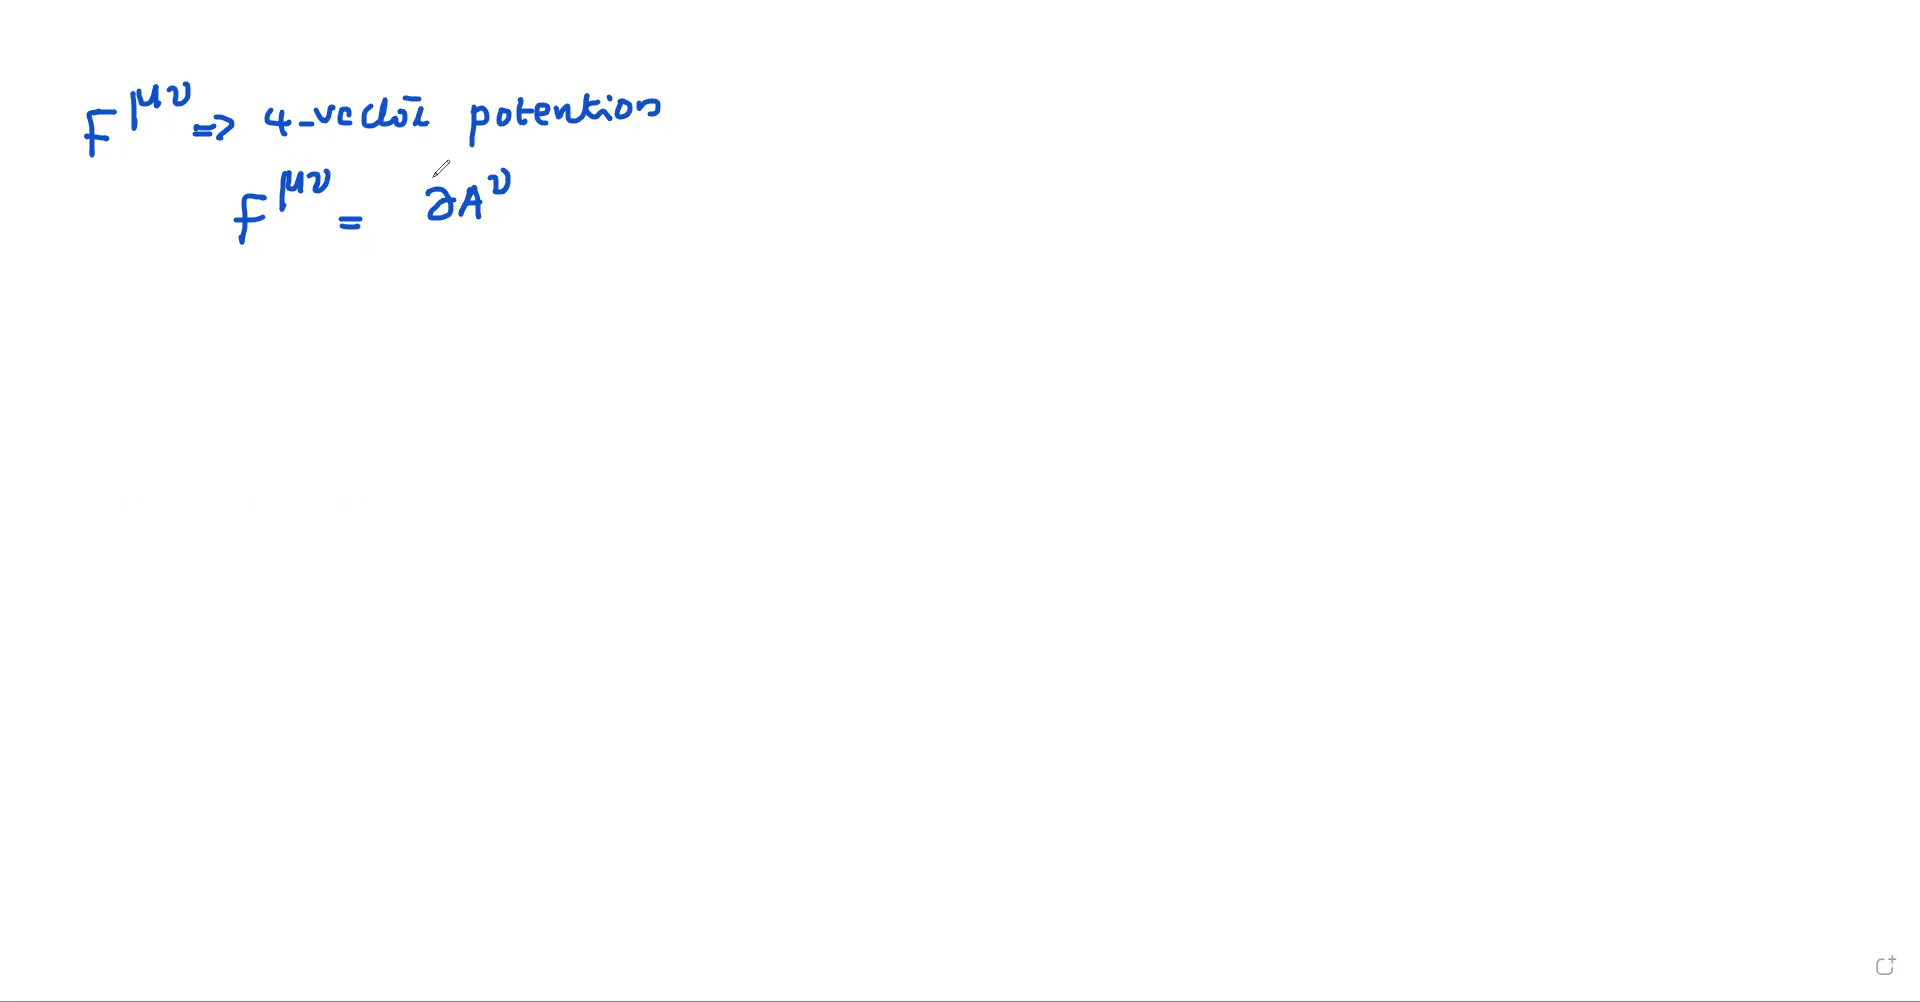 F^μν => 4-vector potention
F^μν = ∂A^ν